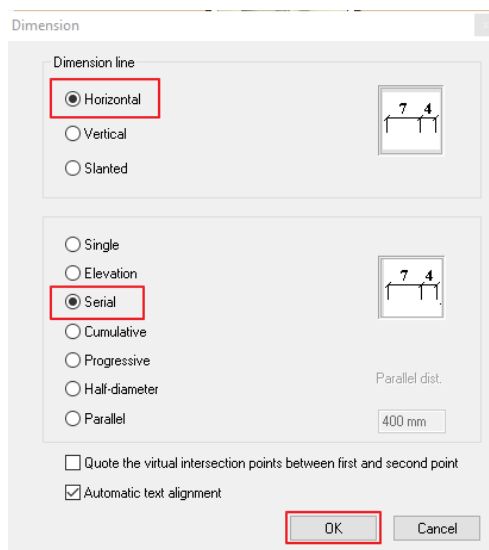 Dimension
Dimension line
Horizontal
7 4
Vertical
Slanted
Single
Elevation
7 4
Serial
Cumulative
Progressive
Parallel dist.
Half-diameter
Parallel
400 mm
Quote the virtual intersection points between first and second point
Automatic text alignment
OK Cancel